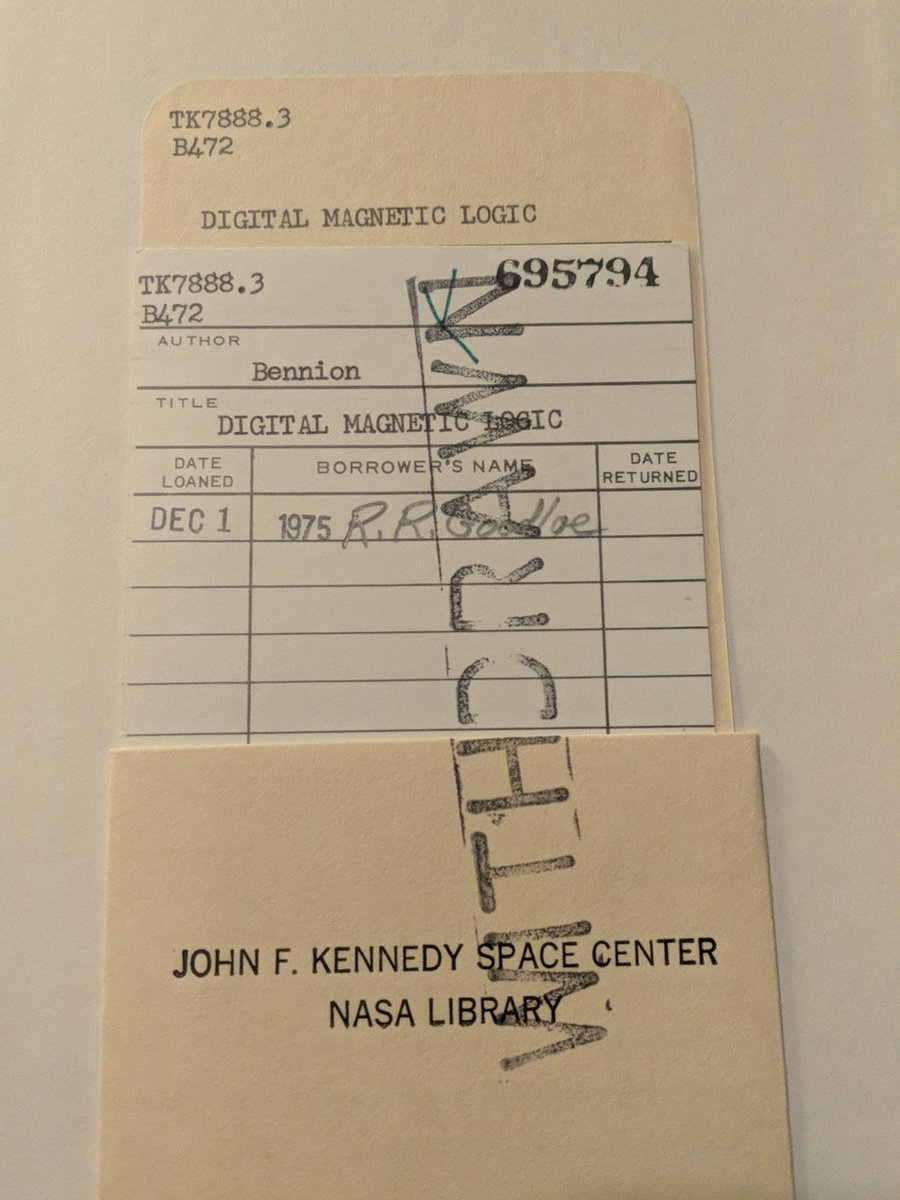 TK7888.3
B472
DIGITAL MAGNETIC LOGIC
TK7888.3
695794
B472
AUTHOR
Bennion
TITLE
DIGITAL MAGNETIC LOGIC
DATE LOANED
BORROWER'S NAME
DATE RETURNED
DEC 1 1975 R.R. Goodloe
WITHDRAWN
JOHN F. KENNEDY SPACE CENTER
NASA LIBRARY